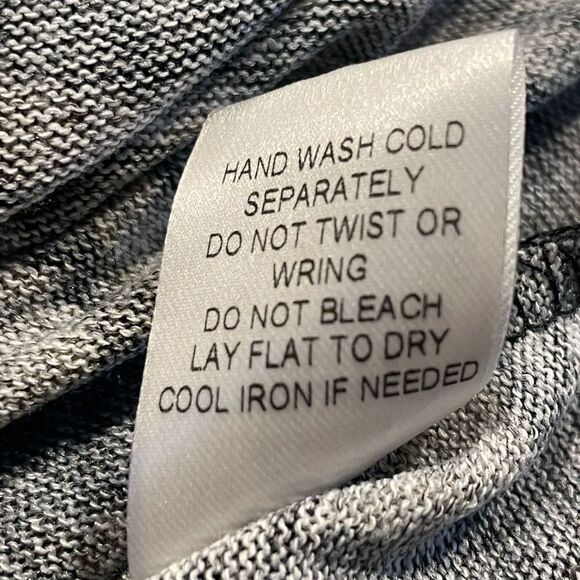 HAND WASH COLD
SEPARATELY
DO NOT TWIST OR
WRING
DO NOT BLEACH
LAY FLAT TO DRY
COOL IRON IF NEEDED